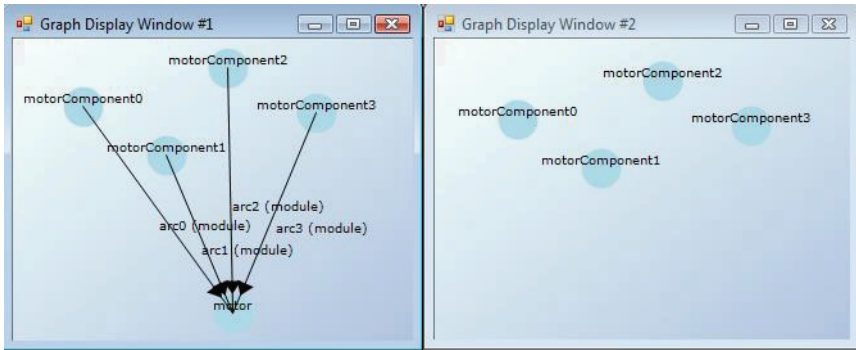 Graph Display Window #1
motorComponent2
motorComponent0
motorComponent3
motorComponent1
arc2 (module)
arc0 (module)
arc3 (module)
arc1 (module)
motor
Graph Display Window #2
motorComponent2
motorComponent0
motorComponent3
motorComponent1